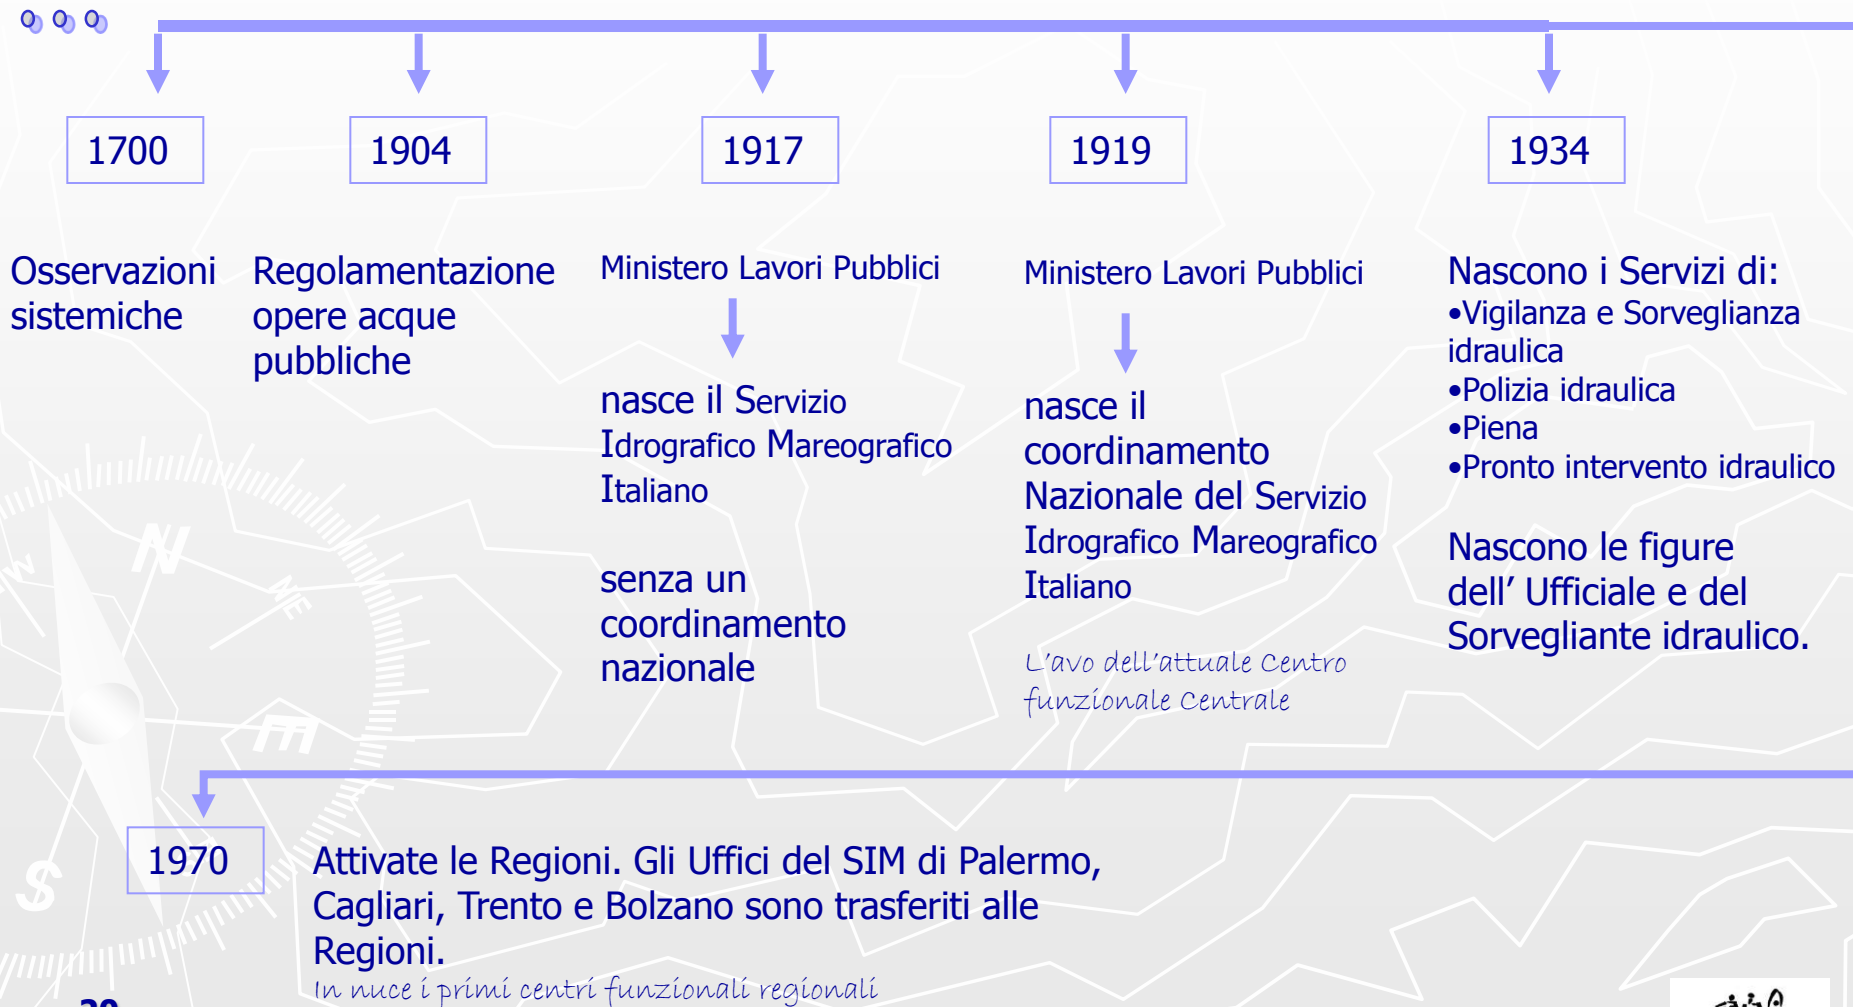 1700
1904
1917
1919
1934
Osservazioni
sistemiche
Regolamentazione
opere acque
pubbliche
Ministero Lavori Pubblici
nasce il Servizio
Idrografico Mareografico
Italiano
senza un
coordinamento
nazionale
Ministero Lavori Pubblici
nasce il
coordinamento
Nazionale del Servizio
Idrografico Mareografico
Italiano
L'avo dell'attuale Centro
funzionale Centrale
Nascono i Servizi di:
•Vigilanza e Sorveglianza
idraulica
•Polizia idraulica
•Piena
•Pronto intervento idraulico
Nascono le figure
dell' Ufficiale e del
Sorvegliante idraulico.
N
NE
E
S
W
1970
Attivate le Regioni. Gli Uffici del SIM di Palermo,
Cagliari, Trento e Bolzano sono trasferiti alle
Regioni.
In nuce i primi centri funzionali regionali